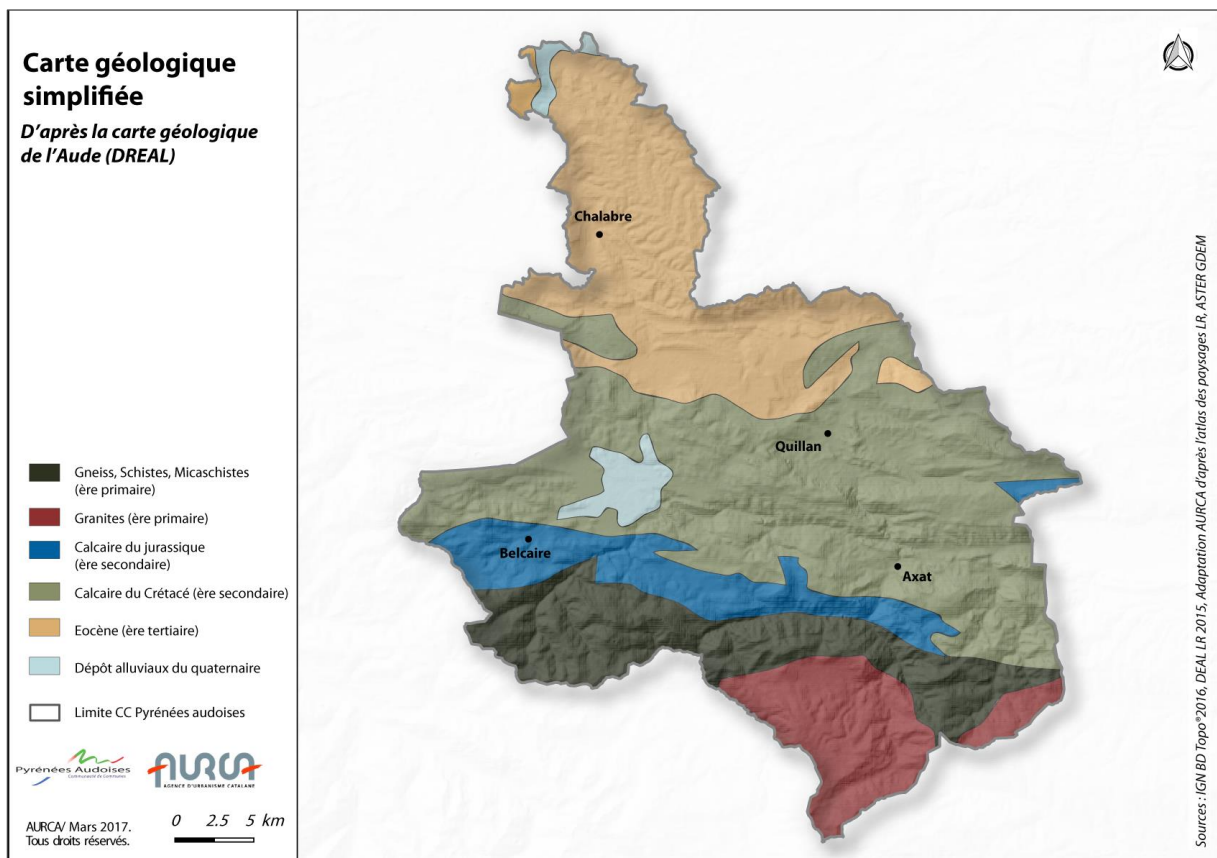 Carte géologique
simplifiée
D'après la carte géologique
de l'Aude (DREAL)
Chalabre
Quillan
Belcaire
Axat
Gneiss, Schistes, Micaschistes
(ère primaire)
Granites (ère primaire)
Calcaire du jurassique
(ère secondaire)
Calcaire du Crétacé (ère secondaire)
Eocène (ère tertiaire)
Dépôt alluviaux du quaternaire
Limite CC Pyrénées audoises
Pyrénées Audoises
Communauté de Communes
AURCA
AGENCE D'URBANISME CATALANE
AURCA/ Mars 2017.
Tous droits réservés.
0 2.5 5 km
Sources : IGN BD Topo®2016, DEAL LR 2015, Adaptation AURCA d'après l'atlas des paysages LR, ASTER GDEM